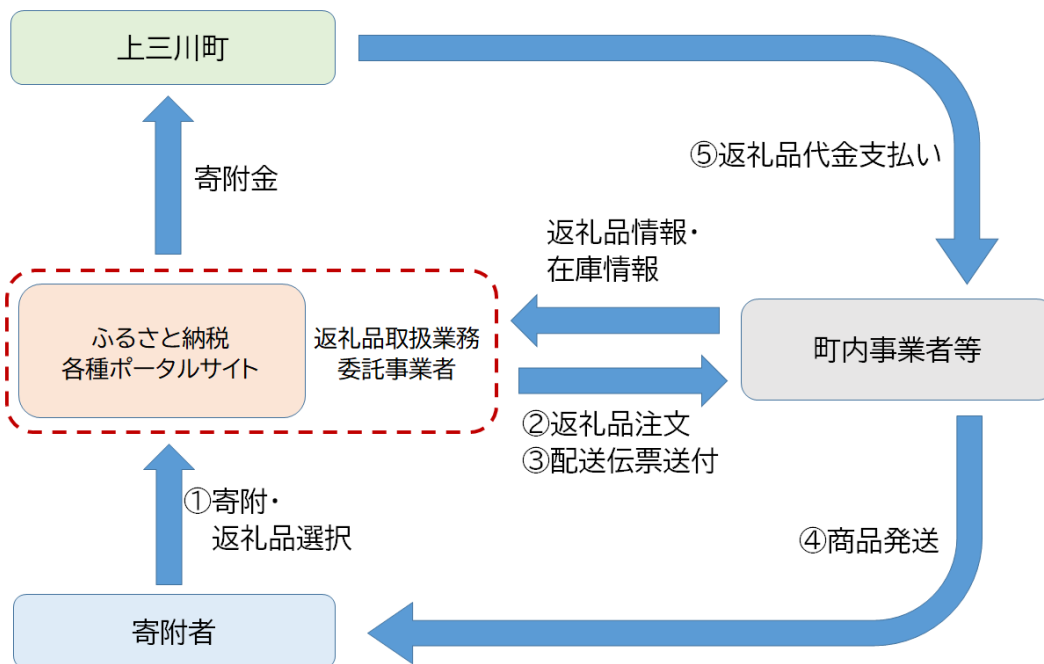 上三川町
⑤返礼品代金支払い
寄附金
返礼品情報・
在庫情報
ふるさと納税
各種ポータルサイト
返礼品取扱業務
委託事業者
町内事業者等
②返礼品注文
③配送伝票送付
①寄附・
返礼品選択
④商品発送
寄附者